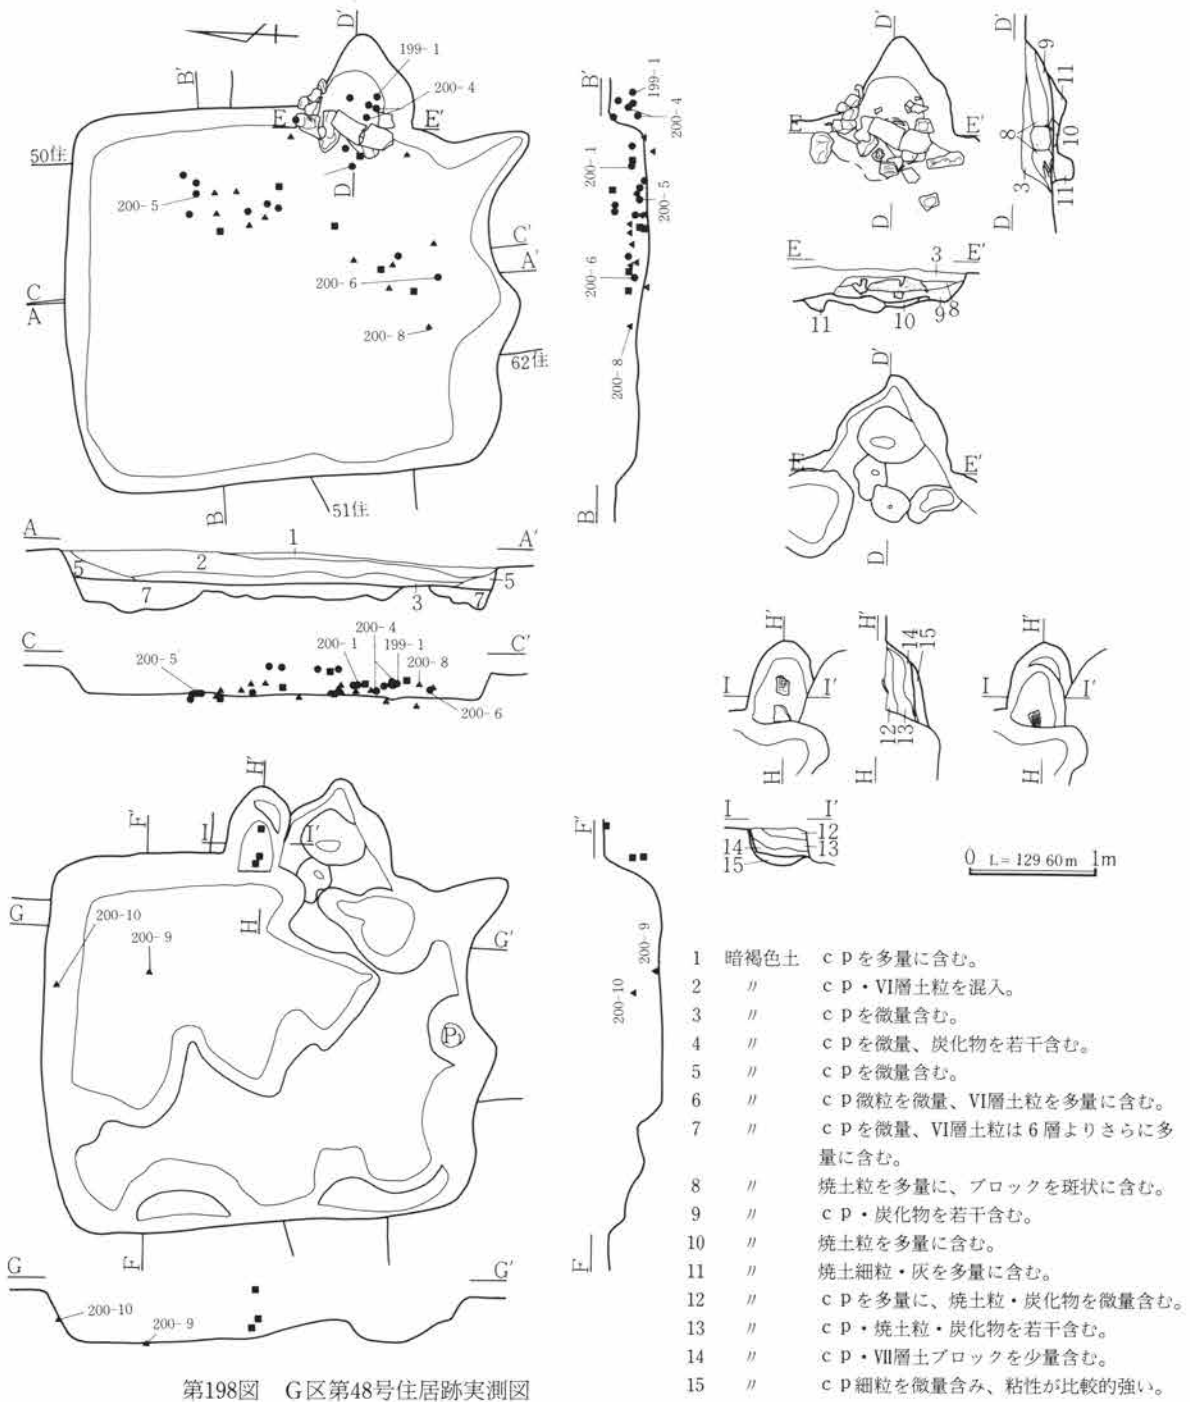 D′
199-1
200-4
B′
E
E′
50住
D
200-5
C′
A′
200-6
C
A
200-8
62住
B
51住
B′
199-1
200-4
200-1
200-5
200-6
200-8
B
D′
E
E′
D
D′
9
11
8
10
3
11
D
E
3
E′
11
10
9
8
D′
E
E′
D
A
1
A′
2
5
5
7
3
7
C
200-4
C′
200-1
199-1
200-5
200-8
200-6
H′
I
I′
H
H′
14
15
12
13
H
H′
I
I′
H
I
I′
12
14
13
15
0 L=129.60m 1m
H′
F′
I
I′
G
200-10
H
200-9
G′
P1
F
F′
200-9
200-10
F
G
G′
200-10
200-9
1 暗褐色土 cpを多量に含む。
2 〃 cp・VI層土粒を混入。
3 〃 cpを微量含む。
4 〃 cpを微量、炭化物を若干含む。
5 〃 cpを微量含む。
6 〃 cp微粒を微量、VI層土粒を多量に含む。
7 〃 cpを微量、VI層土粒は6層よりさらに多
量に含む。
8 〃 焼土粒を多量に、ブロックを斑状に含む。
9 〃 cp・炭化物を若干含む。
10 〃 焼土粒を多量に含む。
11 〃 焼土細粒・灰を多量に含む。
12 〃 cpを多量に、焼土粒・炭化物を微量含む。
13 〃 cp・焼土粒・炭化物を若干含む。
14 〃 cp・VII層土ブロックを少量含む。
15 〃 cp細粒を微量含み、粘性が比較的強い。
第198図 G区第48号住居跡実測図